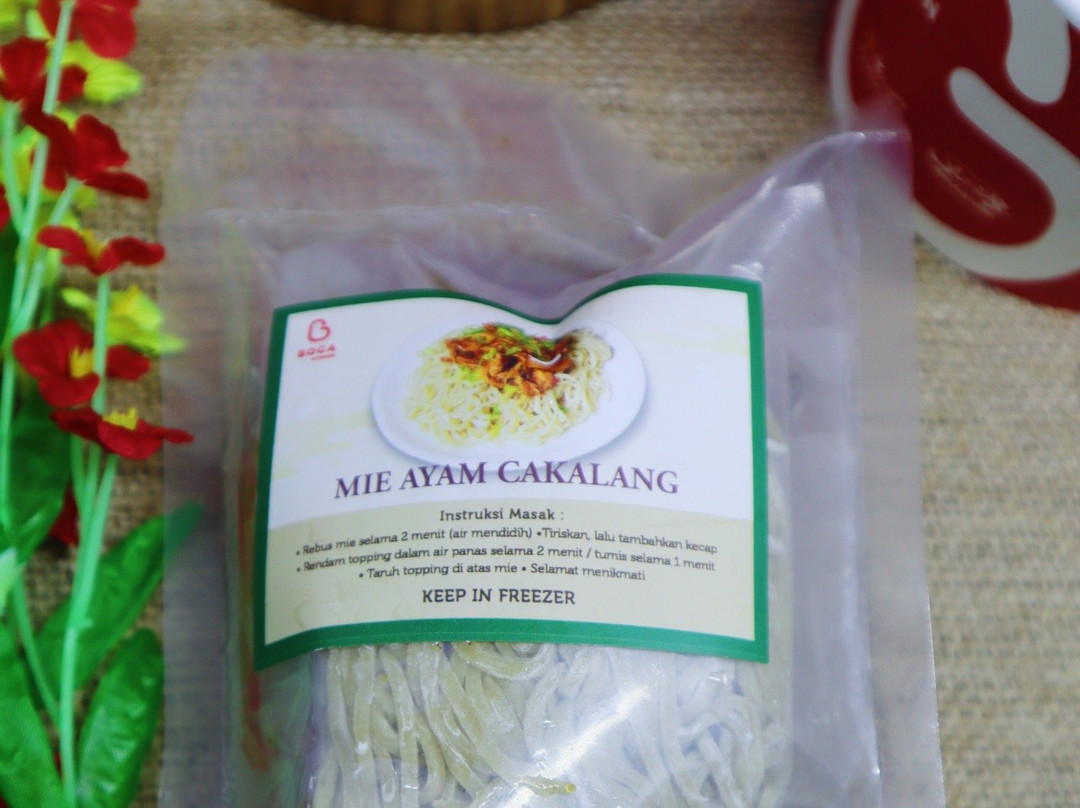 BOGA
MIE AYAM CAKALANG
Instruksi Masak :
• Rebus mie selama 2 menit (air mendidih) •Tiriskan, lalu tambahkan kecap
• Rendam topping dalam air panas selama 2 menit / tumis selama 1 menit
• Taruh topping di atas mie • Selamat menikmati
KEEP IN FREEZER